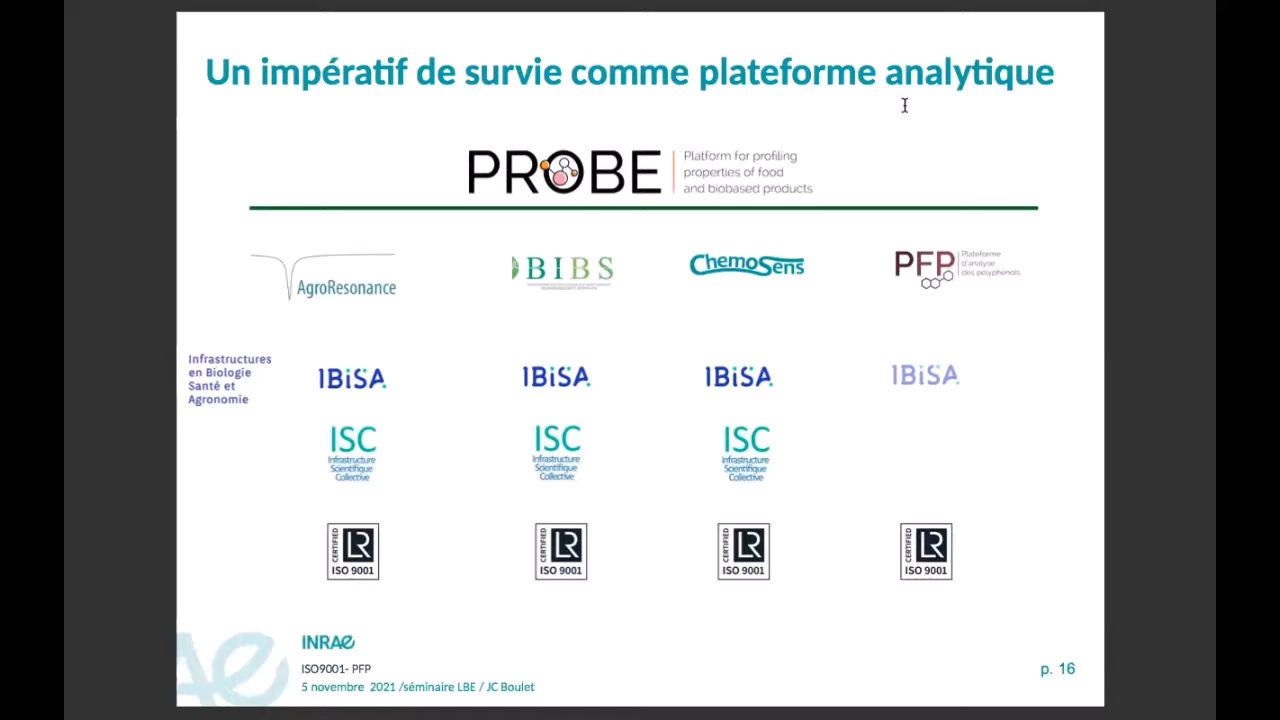 Un impératif de survie comme plateforme analytique
PROBE
Platform for profiling
properties of food
and biobased products
AgroResonance
BIBS
ChemoSens
PFP
Plateforme
d'analyse
des polyphénols
Infrastructures
en Biologie
Santé et
Agronomie
IBiSA
IBiSA
IBiSA
IBiSA
ISC
Infrastructure
Scientifique
Collective
ISC
Infrastructure
Scientifique
Collective
ISC
Infrastructure
Scientifique
Collective
CERTIFIED
LR
ISO 9001
CERTIFIED
LR
ISO 9001
CERTIFIED
LR
ISO 9001
CERTIFIED
LR
ISO 9001
INRAE
ISO9001- PFP
5 novembre 2021 /séminaire LBE / JC Boulet
p. 16